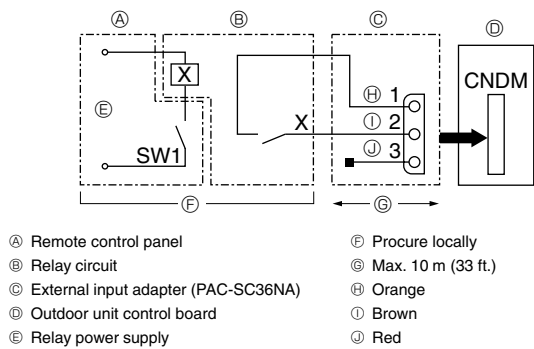 Ⓐ Ⓑ Ⓒ Ⓓ
X
CNDM
Ⓔ
Ⓗ 1
X Ⓘ 2
SW1
Ⓙ 3
Ⓕ Ⓖ
Ⓐ Remote control panel
Ⓑ Relay circuit
Ⓒ External input adapter (PAC-SC36NA)
Ⓓ Outdoor unit control board
Ⓔ Relay power supply
Ⓕ Procure locally
Ⓖ Max. 10 m (33 ft.)
Ⓗ Orange
Ⓘ Brown
Ⓙ Red